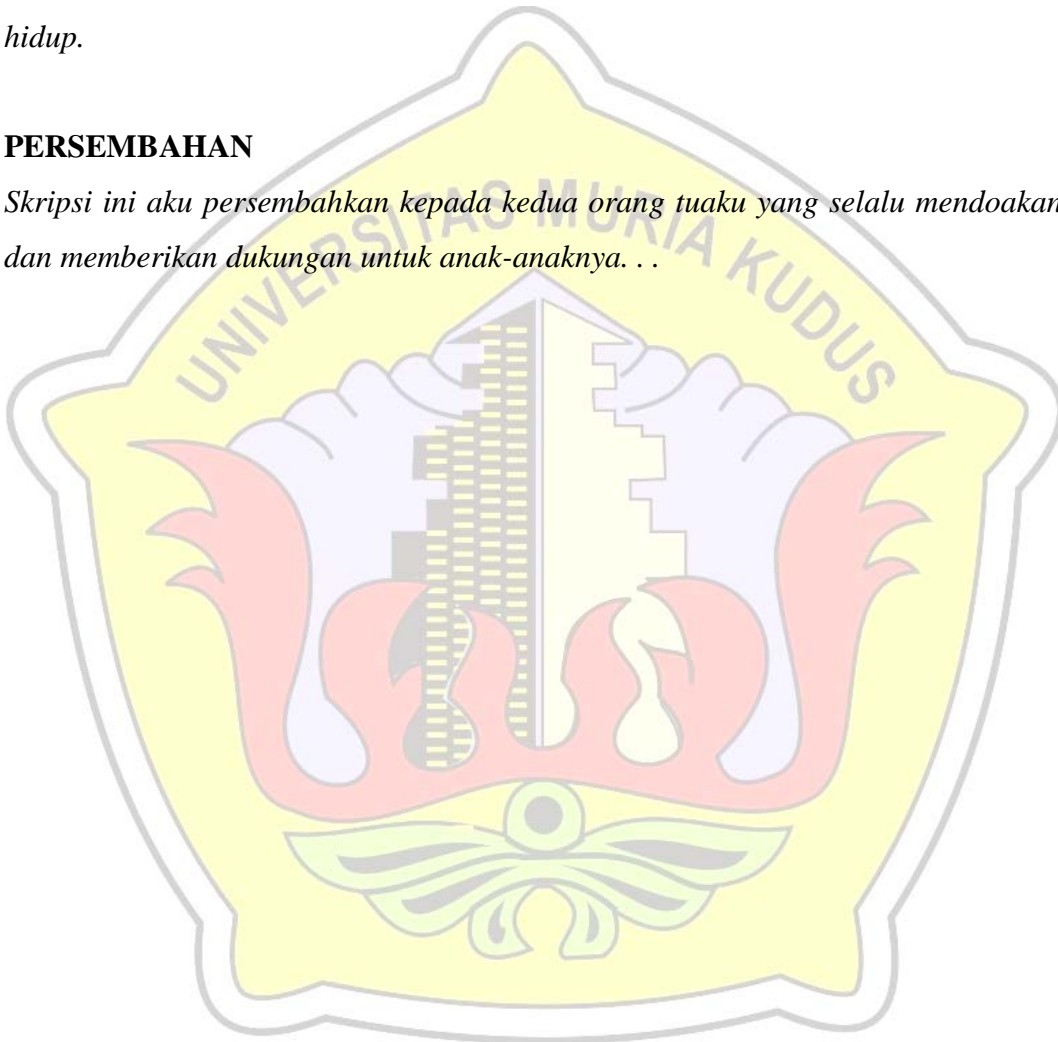 hidup.
PERSEMBAHAN
Skripsi ini aku persembahkan kepada kedua orang tuaku yang selalu mendoakan
dan memberikan dukungan untuk anak-anaknya. . .
UNIVERSITAS MURIA KUDUS